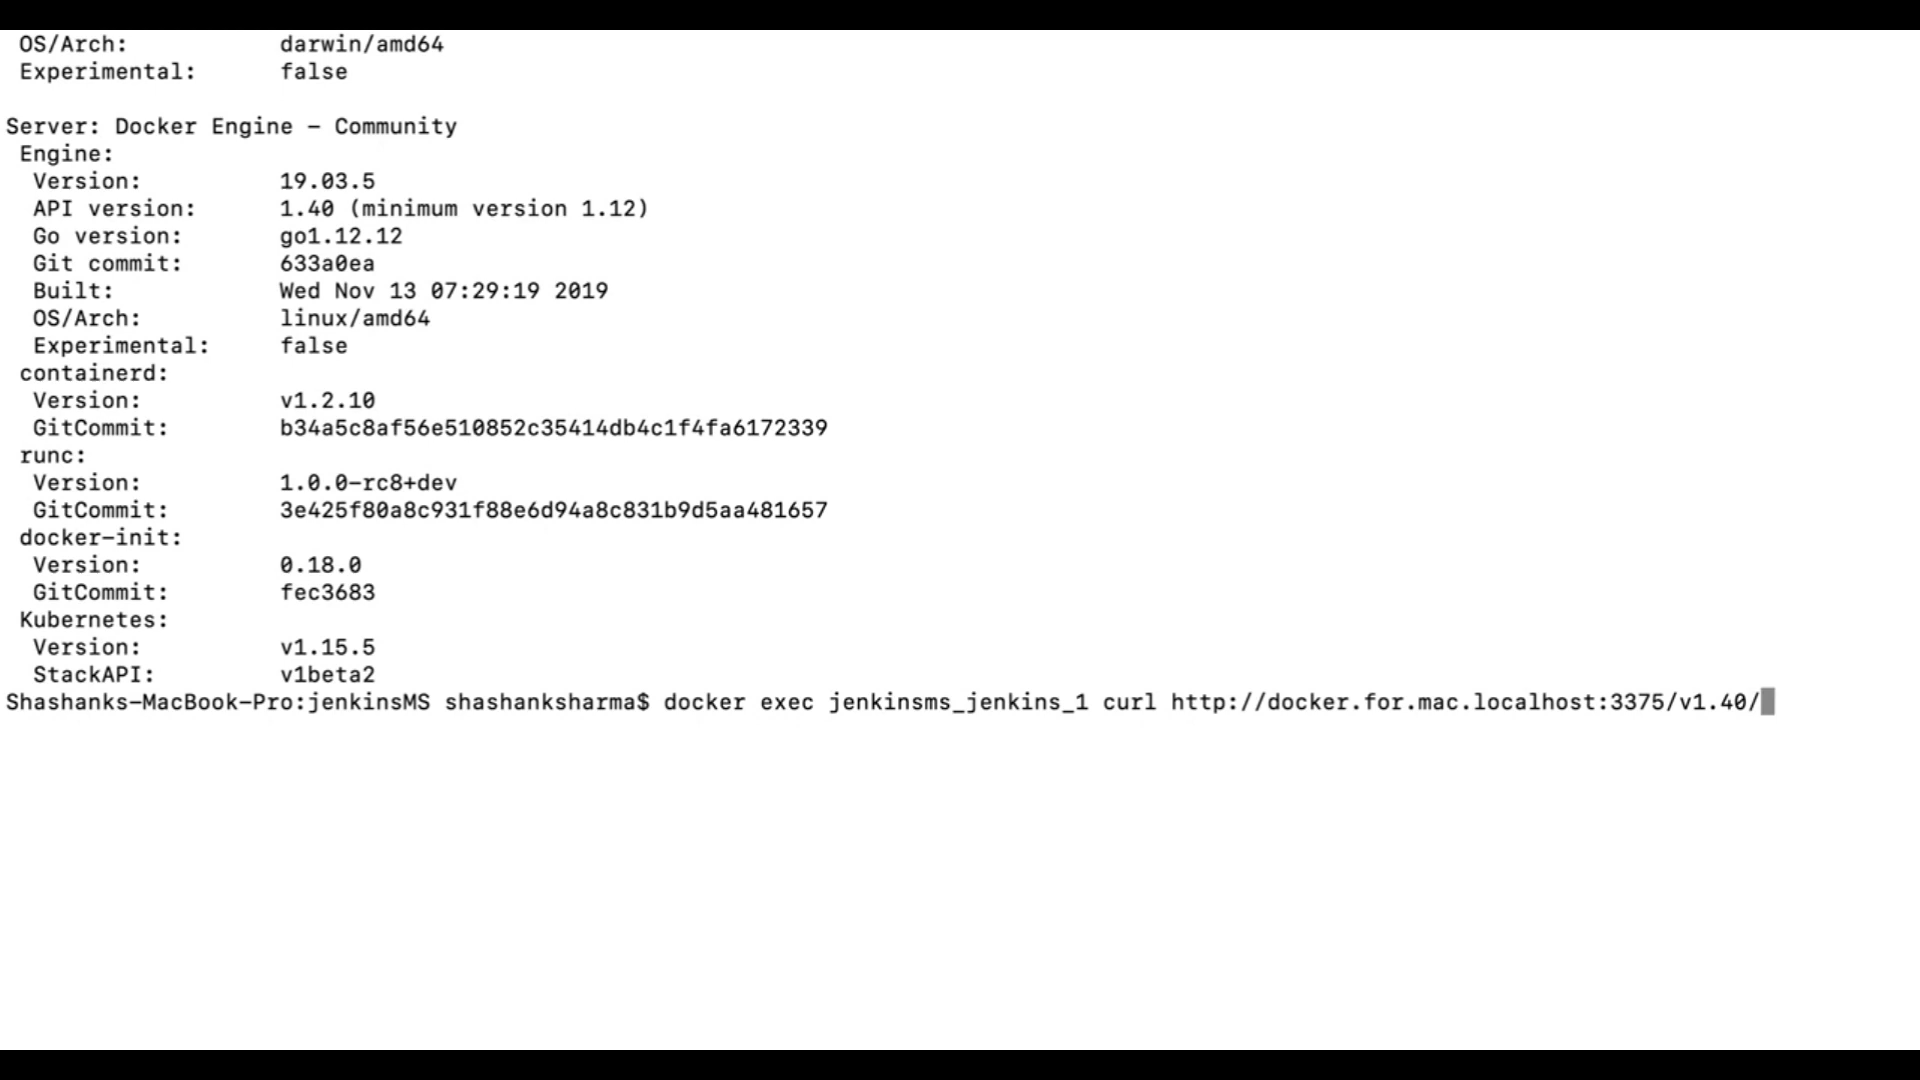 OS/Arch: darwin/amd64
Experimental: false
Server: Docker Engine - Community
Engine:
Version: 19.03.5
API version: 1.40 (minimum version 1.12)
Go version: go1.12.12
Git commit: 633a0ea
Built: Wed Nov 13 07:29:19 2019
OS/Arch: linux/amd64
Experimental: false
containerd:
Version: v1.2.10
GitCommit: b34a5c8af56e510852c35414db4c1f4fa6172339
runc:
Version: 1.0.0-rc8+dev
GitCommit: 3e425f80a8c931f88e6d94a8c831b9d5aa481657
docker-init:
Version: 0.18.0
GitCommit: fec3683
Kubernetes:
Version: v1.15.5
StackAPI: v1beta2
Shashanks-MacBook-Pro:jenkinsMS shashanksharma$ docker exec jenkinsms_jenkins_1 curl http://docker.for.mac.localhost:3375/v1.40/